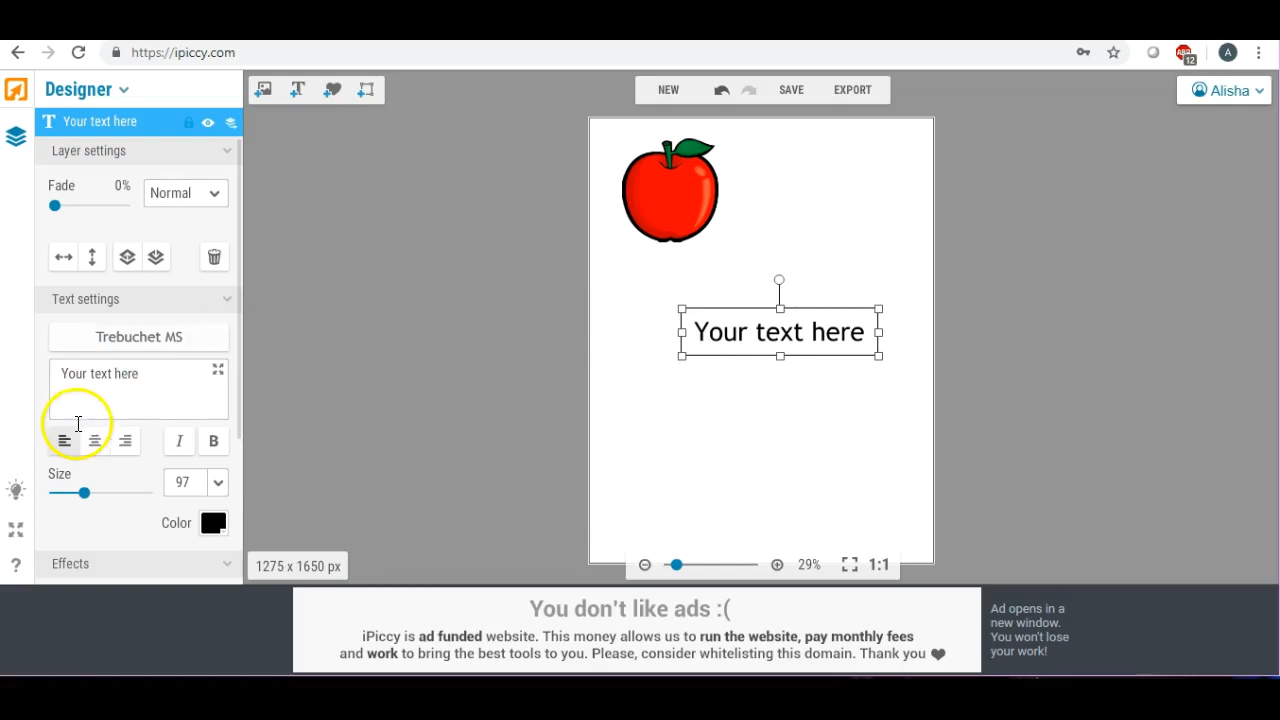 https://ipiccy.com
12
A
Designer
NEW
SAVE
EXPORT
Alisha
T Your text here
Layer settings
Fade 0%
Normal
Text settings
Trebuchet MS
Your text here
Your text here
I B
Size
97
Color
Effects
1275 x 1650 px
29%
1:1
?
You don't like ads :(
iPiccy is ad funded website. This money allows us to run the website, pay monthly fees
and work to bring the best tools to you. Please, consider whitelisting this domain. Thank you ❤
Ad opens in a
new window.
You won't lose
your work!